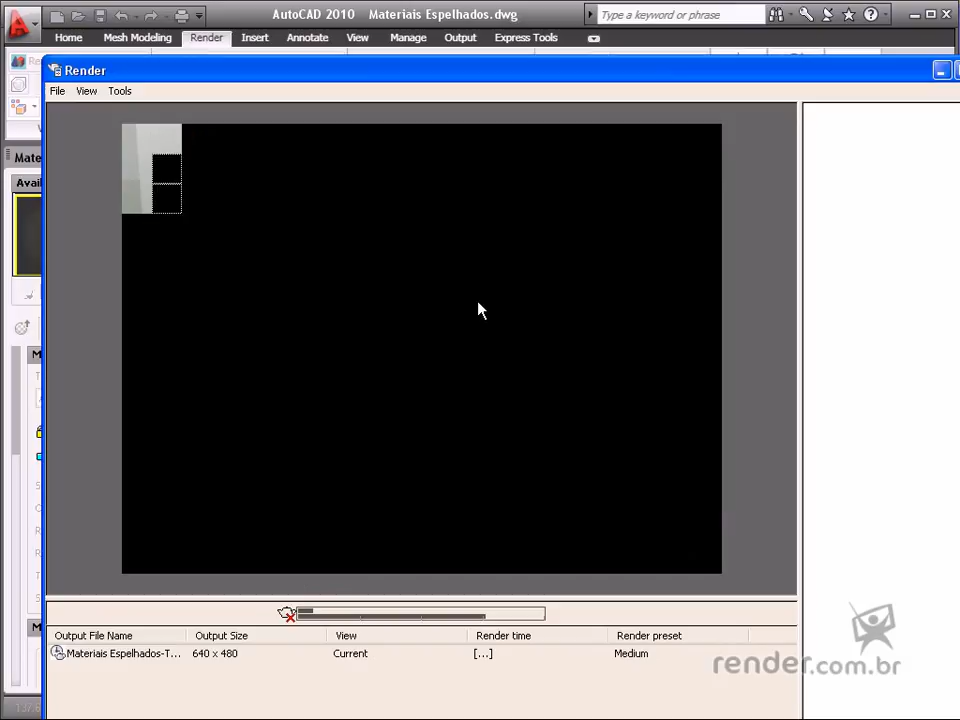 AutoCAD 2010 Materiais Espelhados.dwg
Type a keyword or phrase
Home Mesh Modeling Render Insert Annotate View Manage Output Express Tools
Render
File View Tools
Mate
Avail
Output File Name Output Size View Render time Render preset
Materiais Espelhados-T... 640 x 480 Current [...] Medium
render.com.br